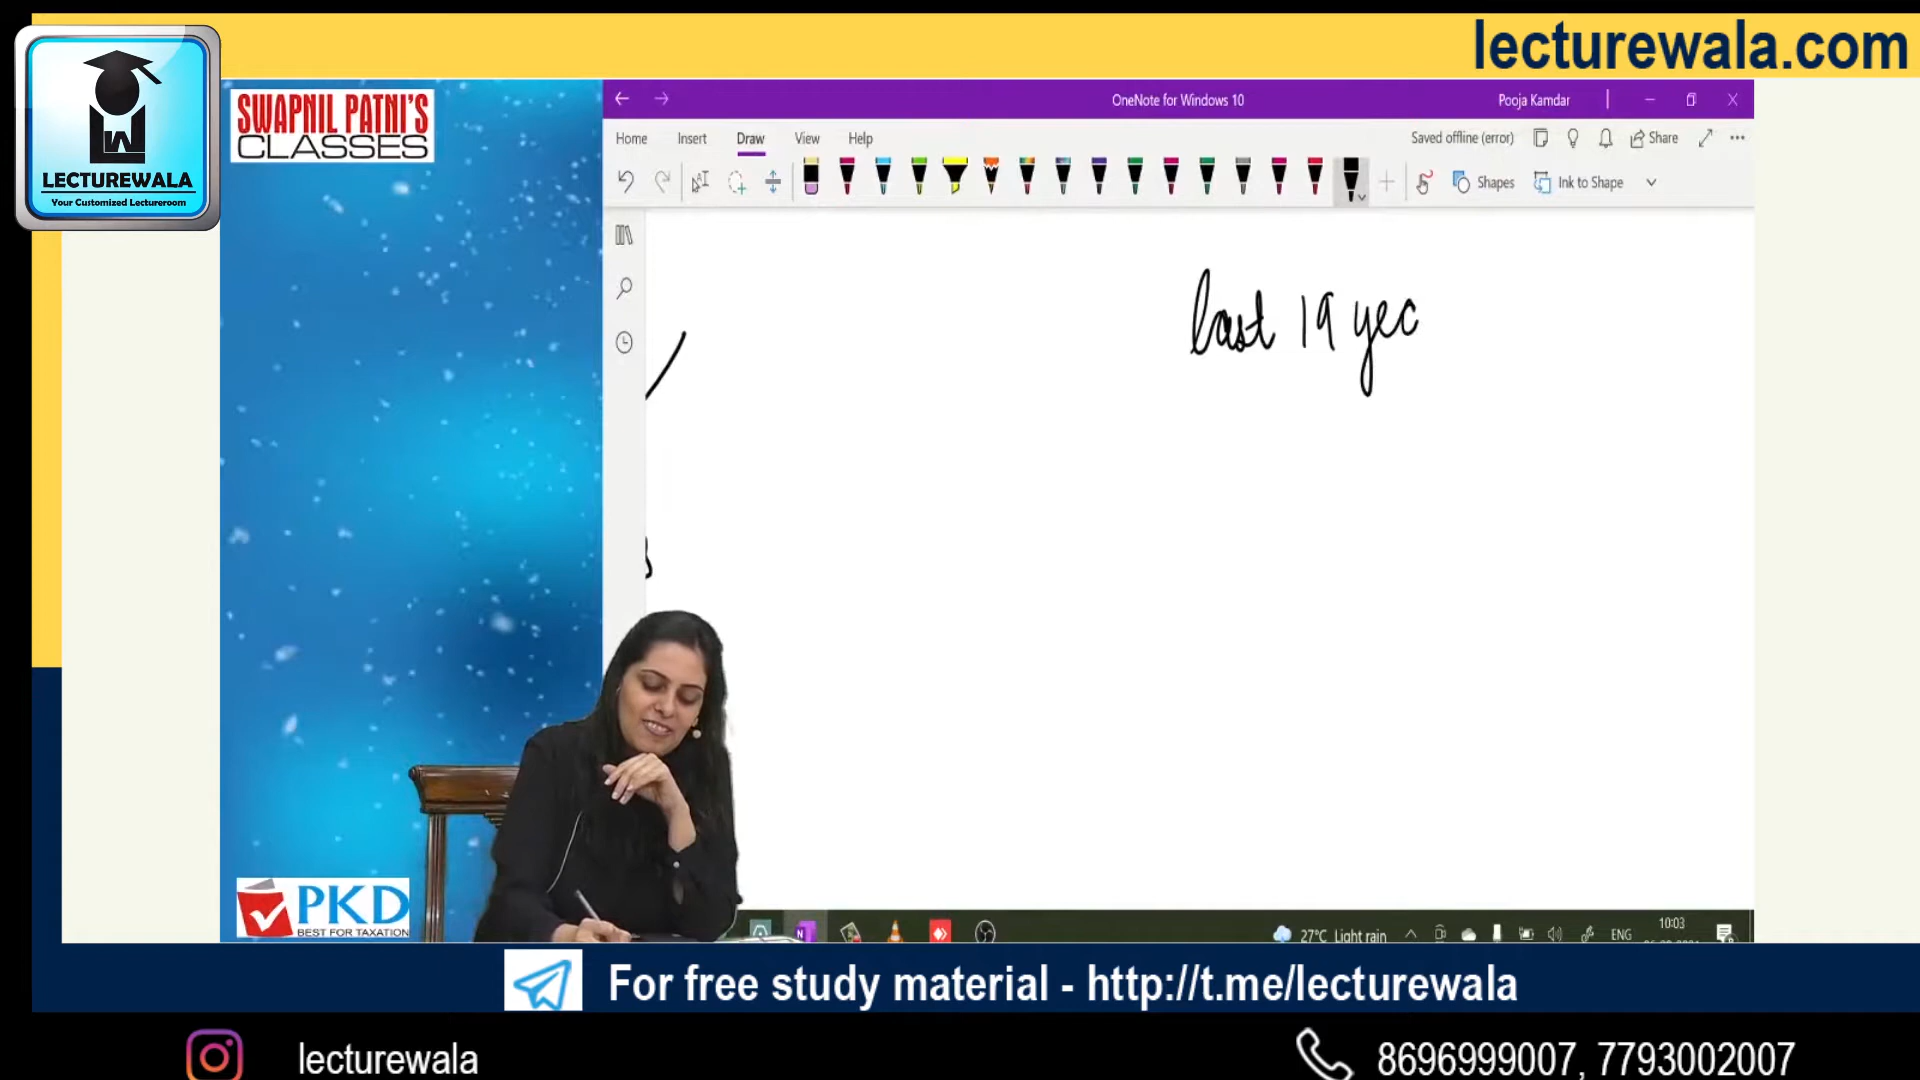 lecturewala.com
LW
LECTUREWALA
Your Customized Lectureroom
SWAPNIL PATNI'S
CLASSES
OneNote for Windows 10
Pooja Kamdar
Home Insert Draw View Help
Saved offline (error)
Share
Shapes
Ink to Shape
last 19 yea
PKD
BEST FOR TAXATION
27°C Light rain
ENG
10:03
For free study material - http://t.me/lecturewala
lecturewala
8696999007, 7793002007